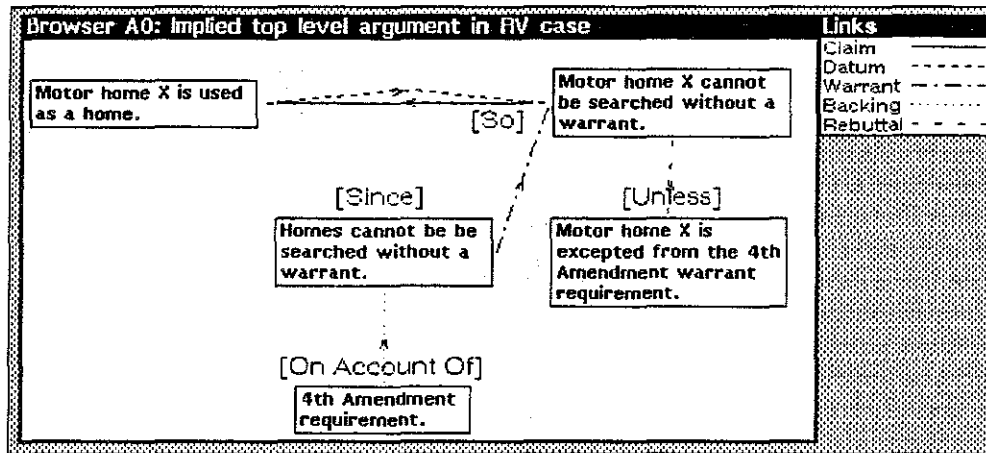 Browser A0: Implied top level argument in RV case
Links
Claim
Datum
Warrant
Backing
Rebuttal
Motor home X is used
as a home.
Motor home X cannot
be searched without a
warrant.
[So]
[Since]
[Unless]
Homes cannot be be
searched without a
warrant.
Motor home X is
excepted from the 4th
Amendment warrant
requirement.
[On Account Of]
4th Amendment
requirement.